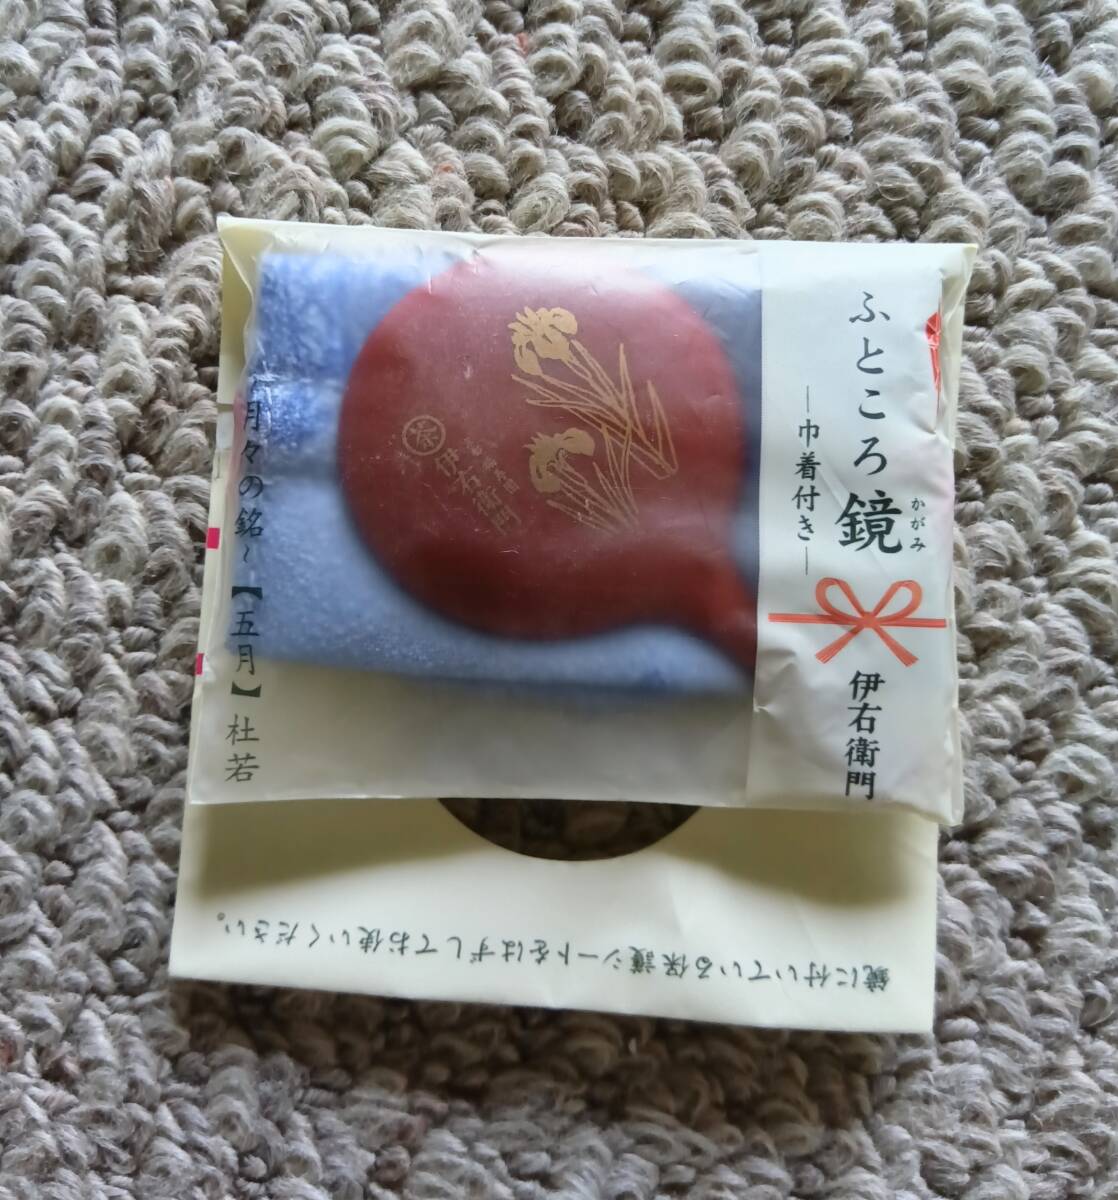 ふところ鏡
かがみ
―巾着付き―
伊右衛門
伊右衛門
～月々の銘～【五月】杜若
鏡に付いている保護シートをはずしてお使いください。